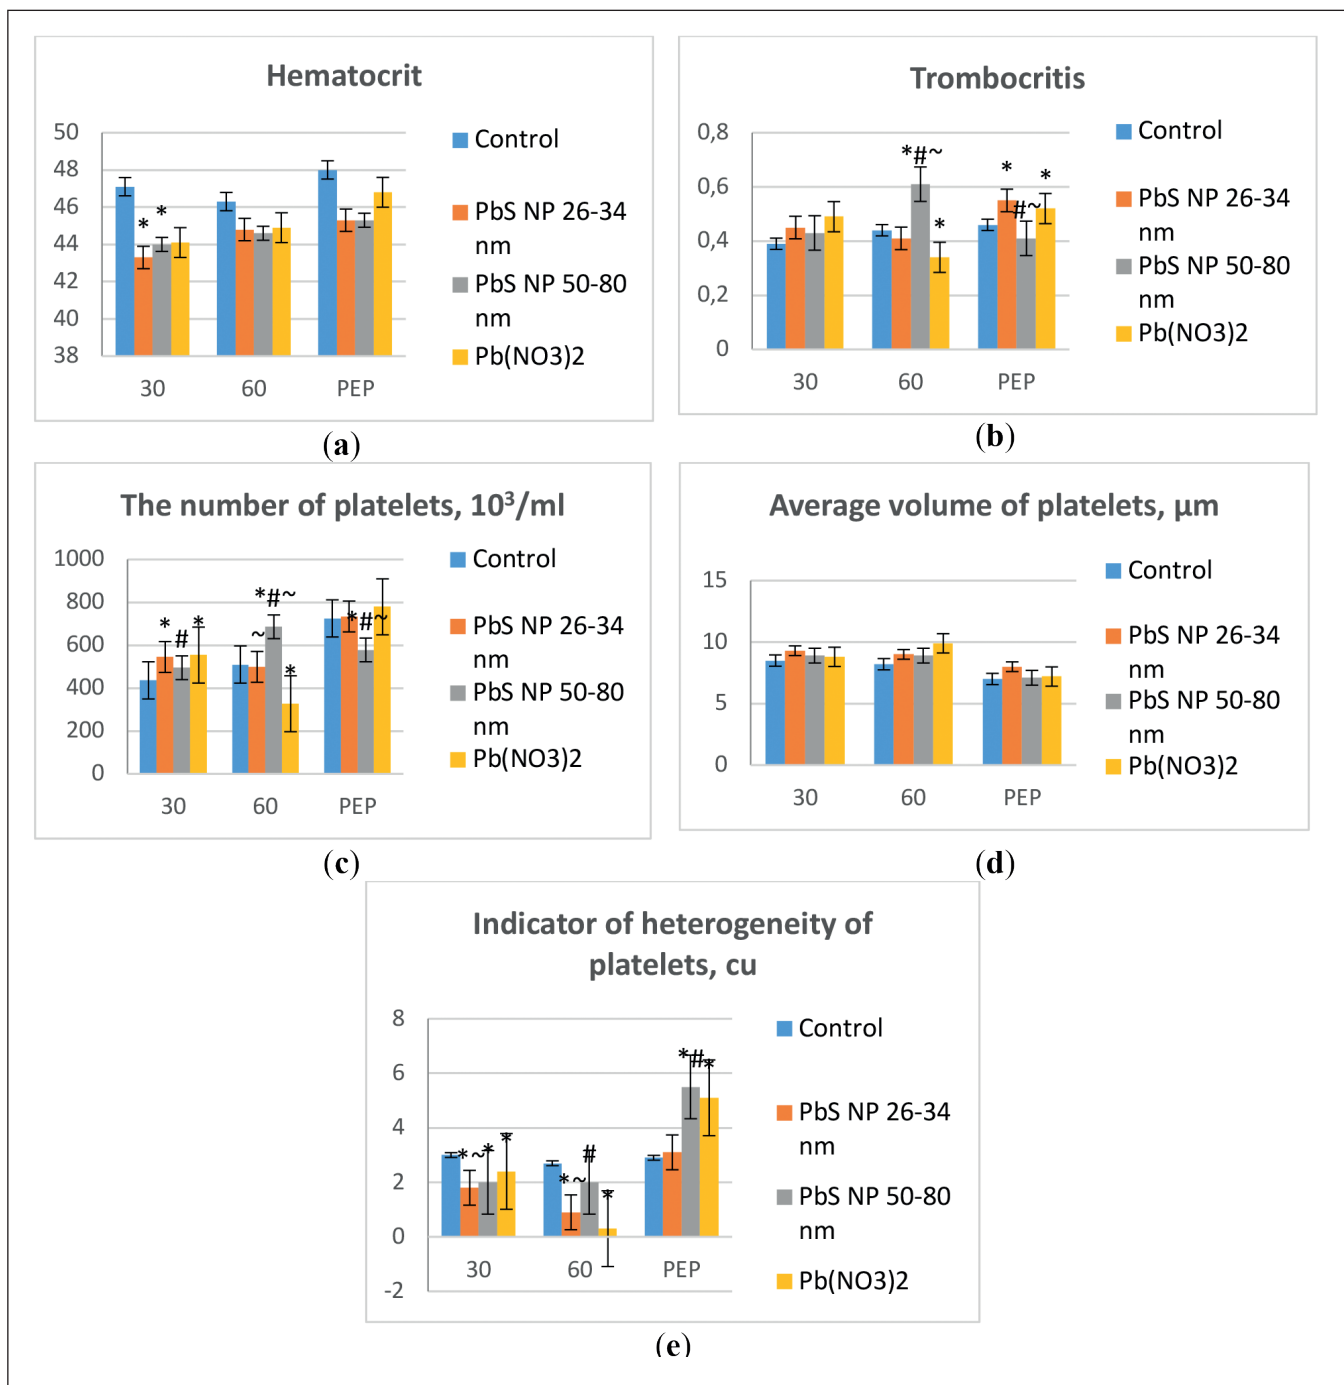 Hematocrit
50
48
46
44
42
40
38
* *
30 60 PEP
Control
PbS NP 26-34
nm
PbS NP 50-80
nm
Pb(NO3)2
(a)
Trombocritis
0,8
0,6
0,4
0,2
0
*#~
*
*
#~
*
30 60 PEP
Control
PbS NP 26-34
nm
PbS NP 50-80
nm
Pb(NO3)2
(b)
The number of platelets, 10³/ml
1000
800
600
400
200
0
* # *
~
*#~
*
*#~
30 60 PEP
Control
PbS NP 26-34
nm
PbS NP 50-80
nm
Pb(NO3)2
(c)
Average volume of platelets, µm
15
10
5
0
30 60 PEP
Control
PbS NP 26-34
nm
PbS NP 50-80
nm
Pb(NO3)2
(d)
Indicator of heterogeneity of
platelets, cu
8
6
4
2
0
-2
*~ * *
*~ # *
*# *
30 60 PEP
Control
PbS NP 26-34
nm
PbS NP 50-80
nm
Pb(NO3)2
(e)